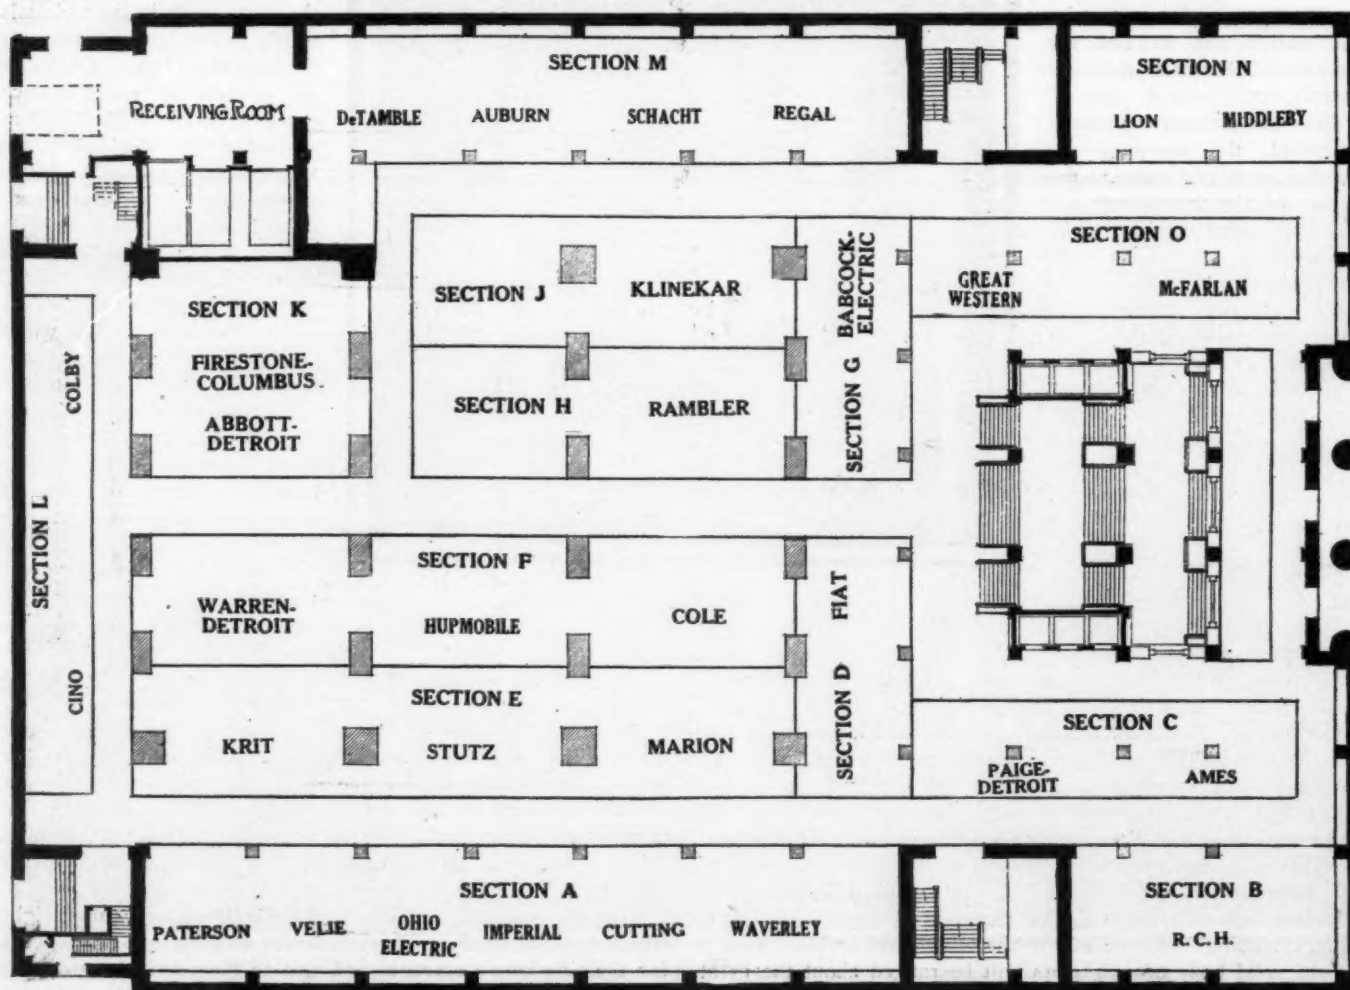 SECTION M
SECTION N
RECEIVING ROOM
DeTAMBLE
AUBURN
SCHACHT
REGAL
LION
MIDDLEBY
SECTION O
GREAT
WESTERN
McFARLAN
SECTION J
KLINEKAR
SECTION G BABCOCK-
ELECTRIC
SECTION K
FIRESTONE-
COLUMBUS
ABBOTT-
DETROIT
SECTION H
RAMBLER
COLBY
SECTION L
CINO
SECTION F
WARREN-
DETROIT
HUPMOBILE
COLE
SECTION D FIAT
SECTION E
KRIT
STUTZ
MARION
SECTION C
PAIGE-
DETROIT
AMES
SECTION A
PATERSON
VELIE
OHIO
ELECTRIC
IMPERIAL
CUTTING
WAVERLEY
SECTION B
R.C.H.